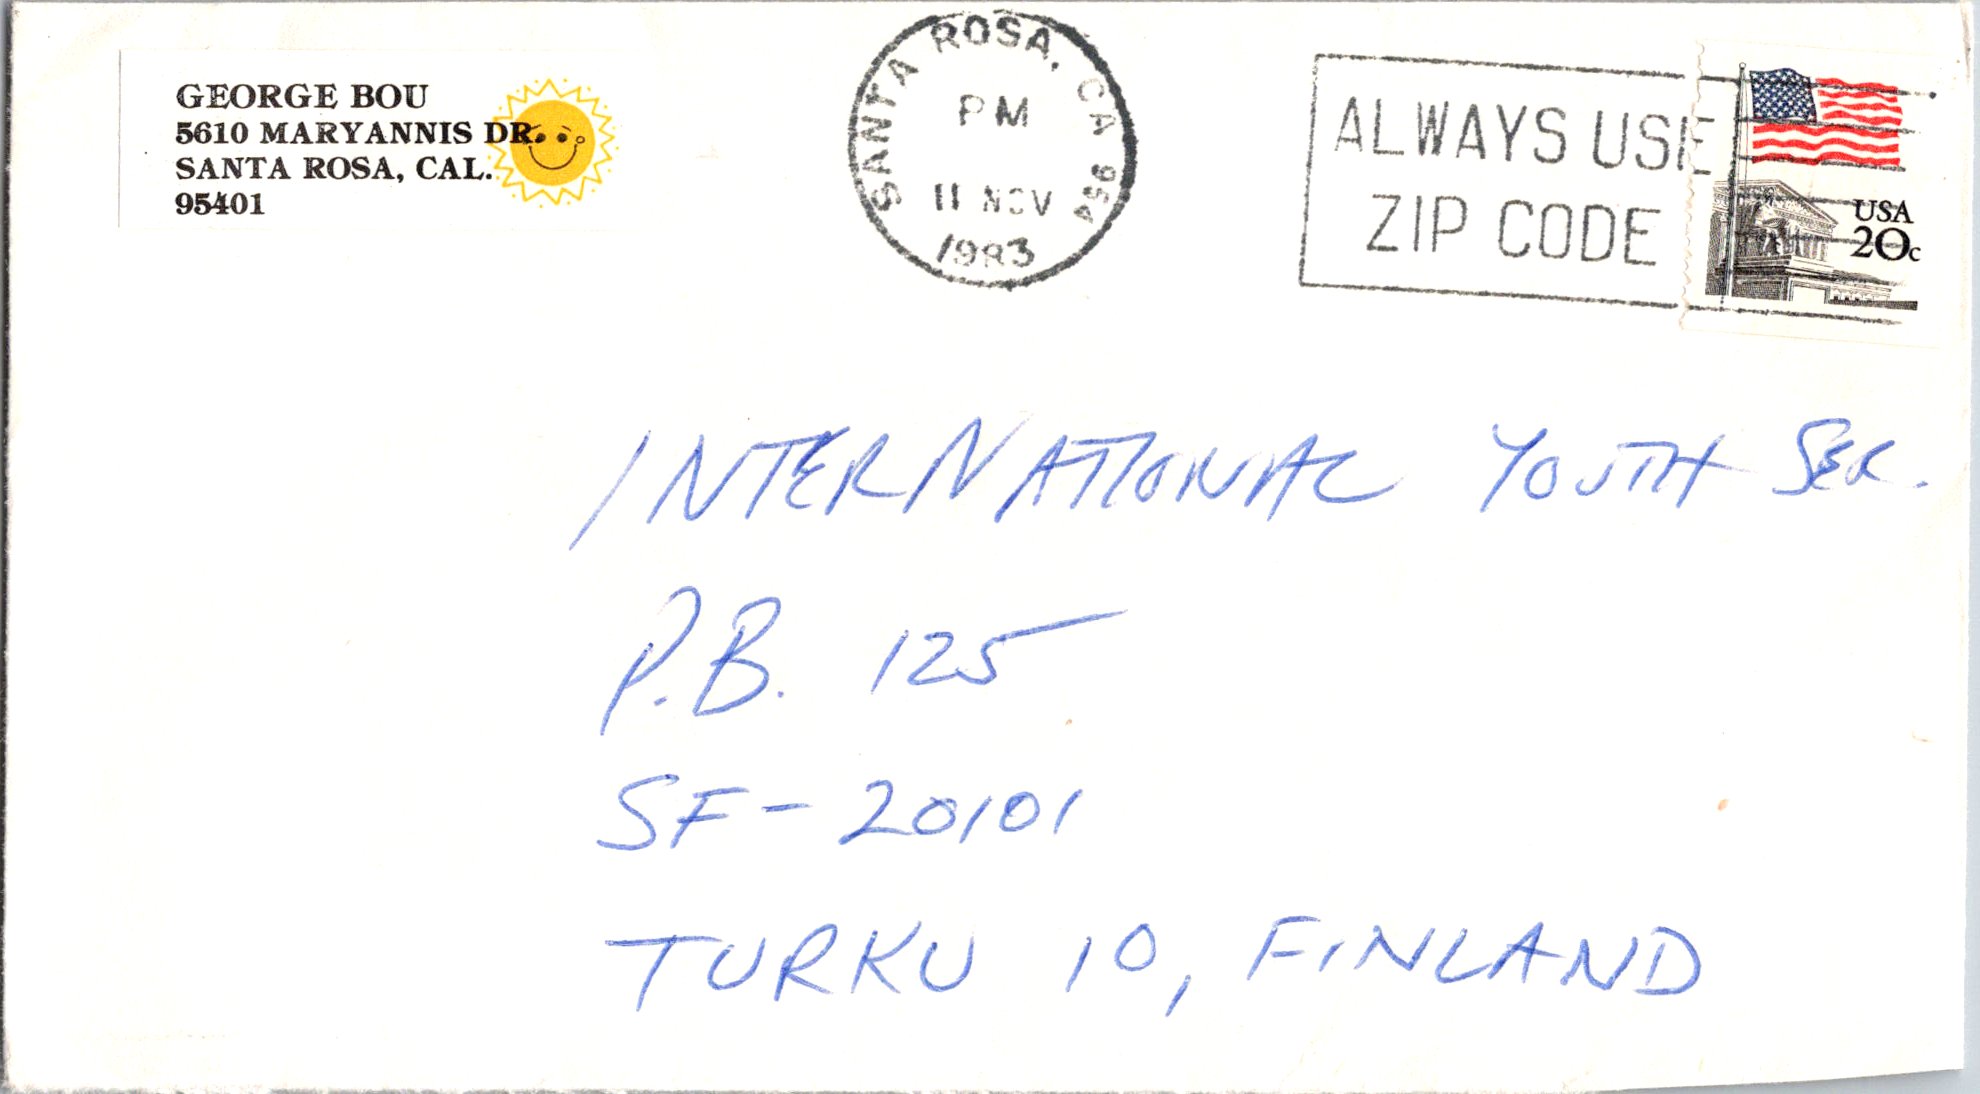 GEORGE BOU
5610 MARYANNIS DR.
SANTA ROSA, CAL.
95401
SANTA ROSA, CA 954
PM
11 NOV
1983
ALWAYS USE
ZIP CODE
USA
20c
INTERNATIONAL YOUTH SER.
P.B. 125
SF-20101
TURKU 10, FINLAND